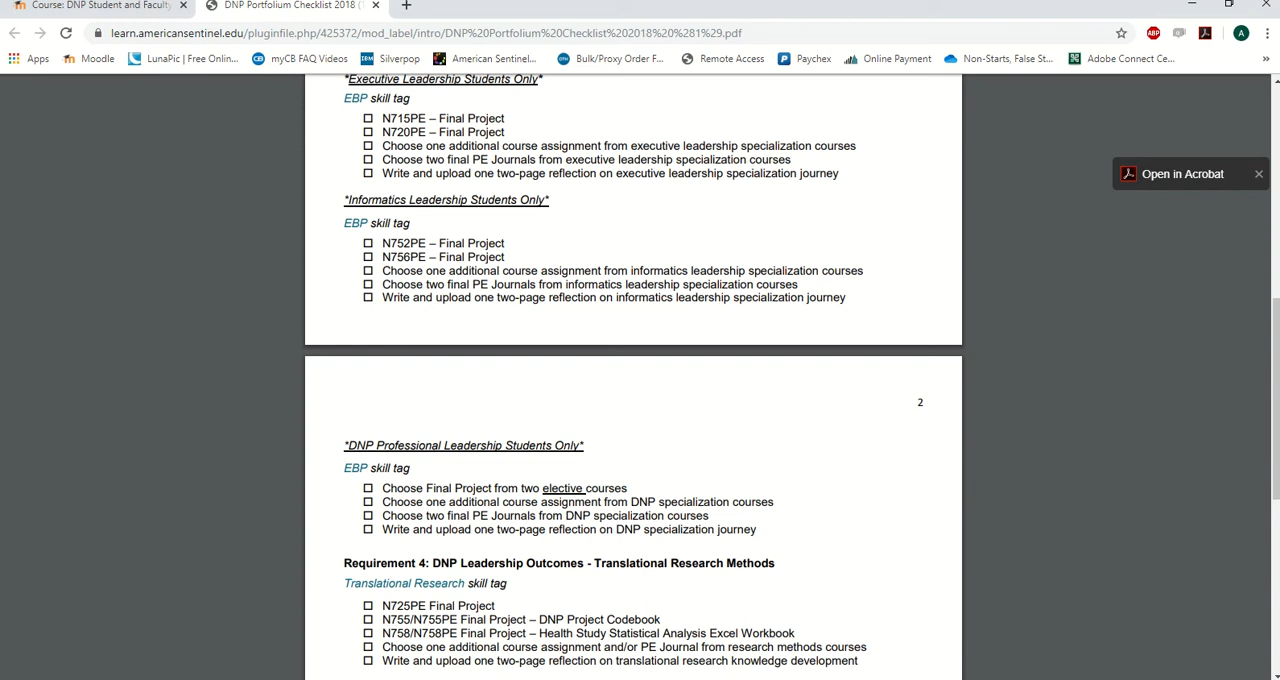 Course: DNP Student and Faculty
DNP Portfolium Checklist 2018 (
learn.americansentinel.edu/pluginfile.php/425372/mod_label/intro/DNP%20Portfolium%20Checklist%202018%20%281%29.pdf
ABP
A
Apps
Moodle
LunaPic | Free Onlin...
CB
myCB FAQ Videos
IBM
Silverpop
American Sentinel...
Bulk/Proxy Order F...
Remote Access
P
Paychex
Online Payment
Non-Starts, False St...
Adobe Connect Ce...
»
Open in Acrobat
*Executive Leadership Students Only*
EBP skill tag
N715PE – Final Project
N720PE – Final Project
Choose one additional course assignment from executive leadership specialization courses
Choose two final PE Journals from executive leadership specialization courses
Write and upload one two-page reflection on executive leadership specialization journey
*Informatics Leadership Students Only*
EBP skill tag
N752PE – Final Project
N756PE – Final Project
Choose one additional course assignment from informatics leadership specialization courses
Choose two final PE Journals from informatics leadership specialization courses
Write and upload one two-page reflection on informatics leadership specialization journey
2
*DNP Professional Leadership Students Only*
EBP skill tag
Choose Final Project from two elective courses
Choose one additional course assignment from DNP specialization courses
Choose two final PE Journals from DNP specialization courses
Write and upload one two-page reflection on DNP specialization journey
Requirement 4: DNP Leadership Outcomes - Translational Research Methods
Translational Research skill tag
N725PE Final Project
N755/N755PE Final Project – DNP Project Codebook
N758/N758PE Final Project – Health Study Statistical Analysis Excel Workbook
Choose one additional course assignment and/or PE Journal from research methods courses
Write and upload one two-page reflection on translational research knowledge development